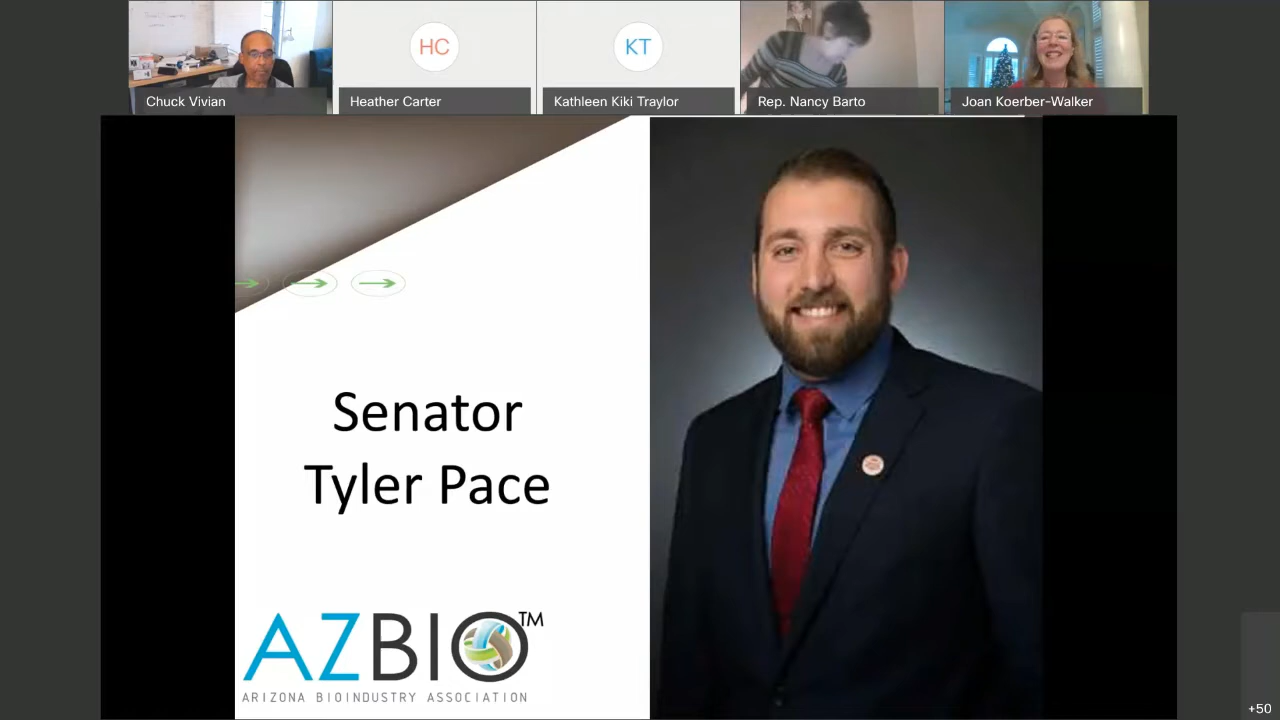 HC
KT
Chuck Vivian
Heather Carter
Kathleen Kiki Traylor
Rep. Nancy Barto
Joan Koerber-Walker
Senator
Tyler Pace
AZBIO™
ARIZONA BIOINDUSTRY ASSOCIATION
+50